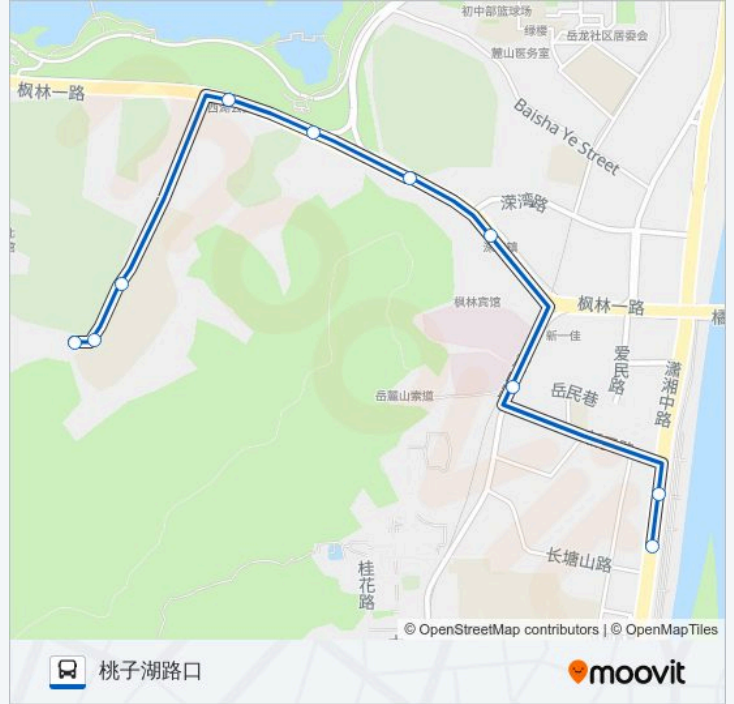 初中部篮球场
绿樱
岳龙社区居委会
麓山医务室
枫林一路
Baisha Ye Street
溁湾路
枫林宾馆
枫林一路
橘
新一佳
爱民路
潇湘中路
岳麓山索道
岳民巷
长塘山路
桂花路
© OpenStreetMap contributors | © OpenMapTiles
桃子湖路口
moovit